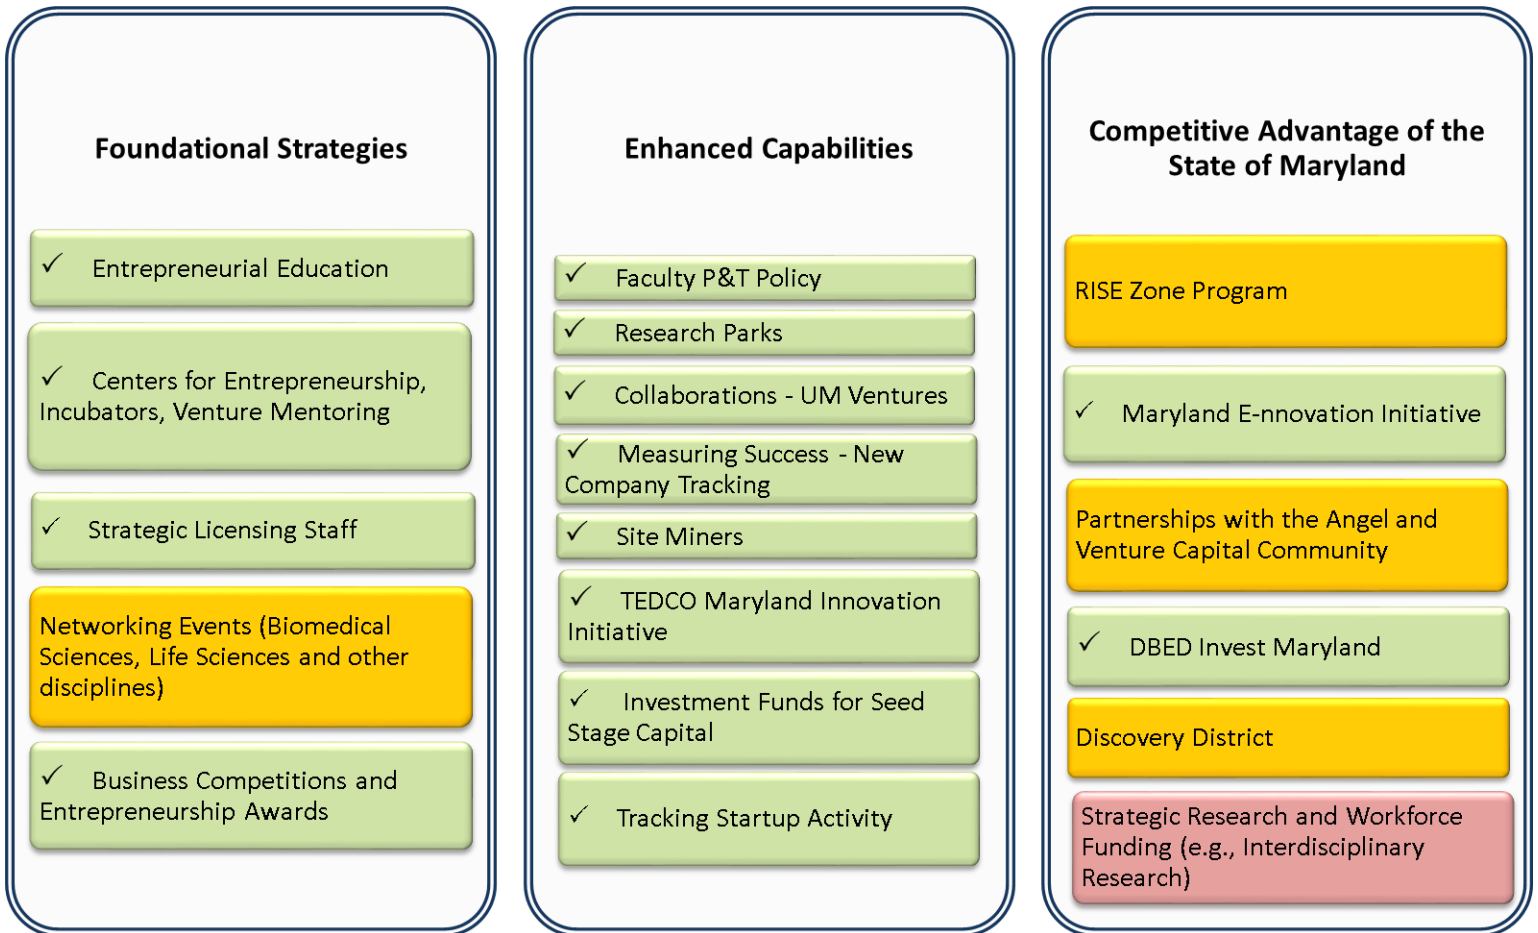 Foundational Strategies
✓ Entrepreneurial Education
✓ Centers for Entrepreneurship,
Incubators, Venture Mentoring
✓ Strategic Licensing Staff
Networking Events (Biomedical
Sciences, Life Sciences and other
disciplines)
✓ Business Competitions and
Entrepreneurship Awards
Enhanced Capabilities
✓ Faculty P&T Policy
✓ Research Parks
✓ Collaborations - UM Ventures
✓ Measuring Success - New
Company Tracking
✓ Site Miners
✓ TEDCO Maryland Innovation
Initiative
✓ Investment Funds for Seed
Stage Capital
✓ Tracking Startup Activity
Competitive Advantage of the
State of Maryland
RISE Zone Program
✓ Maryland E-nnovation Initiative
Partnerships with the Angel and
Venture Capital Community
✓ DBED Invest Maryland
Discovery District
Strategic Research and Workforce
Funding (e.g., Interdisciplinary
Research)